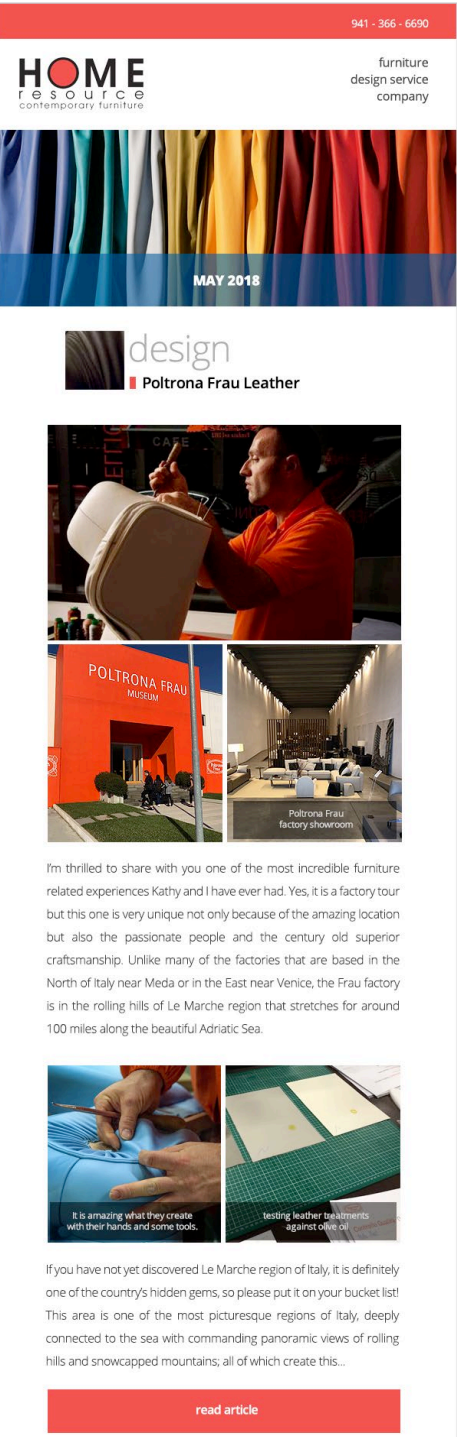 941 - 366 - 6690
HOME
resource
contemporary furniture
furniture
design service
company
MAY 2018
design
Poltrona Frau Leather
CAFE
POLTRONA FRAU
MUSEUM
Poltrona Frau
factory showroom
I'm thrilled to share with you one of the most incredible furniture
related experiences Kathy and I have ever had. Yes, it is a factory tour
but this one is very unique not only because of the amazing location
but also the passionate people and the century old superior
craftsmanship. Unlike many of the factories that are based in the
North of Italy near Meda or in the East near Venice, the Frau factory
is in the rolling hills of Le Marche region that stretches for around
100 miles along the beautiful Adriatic Sea.
It is amazing what they create
with their hands and some tools.
testing leather treatments
against olive oil
If you have not yet discovered Le Marche region of Italy, it is definitely
one of the country's hidden gems, so please put it on your bucket list!
This area is one of the most picturesque regions of Italy, deeply
connected to the sea with commanding panoramic views of rolling
hills and snowcapped mountains; all of which create this...
read article